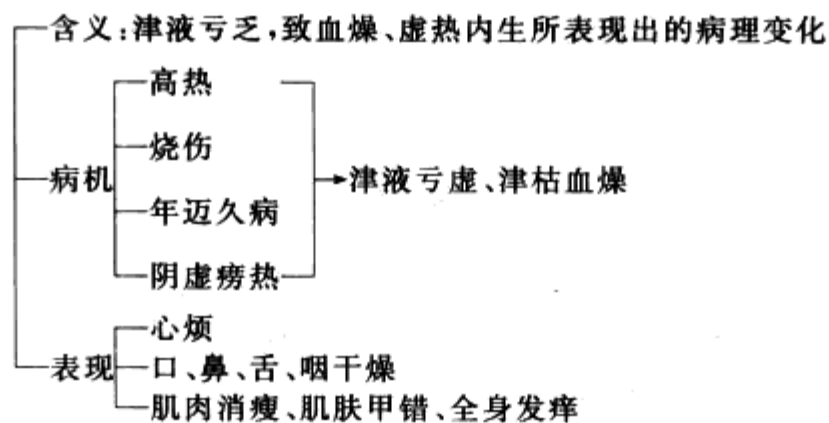 含义:津液亏乏,致血燥、虚热内生所表现出的病理变化
病机
高热
烧伤
年迈久病
阴虚痨热
津液亏虚、津枯血燥
表现
心烦
口、鼻、舌、咽干燥
肌肉消瘦、肌肤甲错、全身发痒